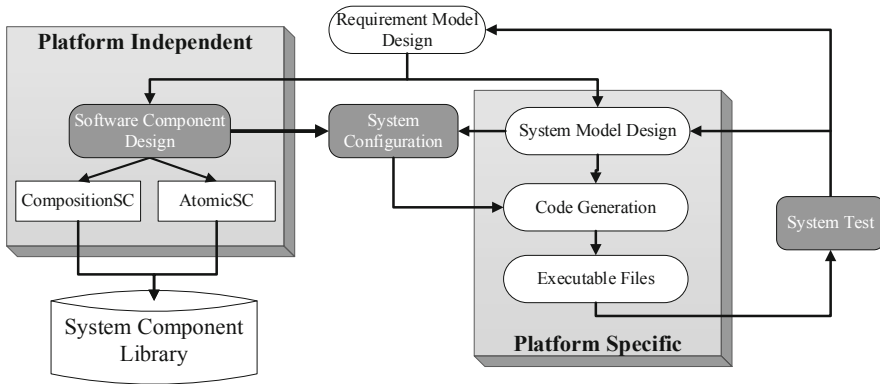 Requirement Model
Design
Platform Independent
Software Component
Design
System
Configuration
System Model Design
CompositionSC
AtomicSC
Code Generation
System Test
Executable Files
System Component
Library
Platform Specific